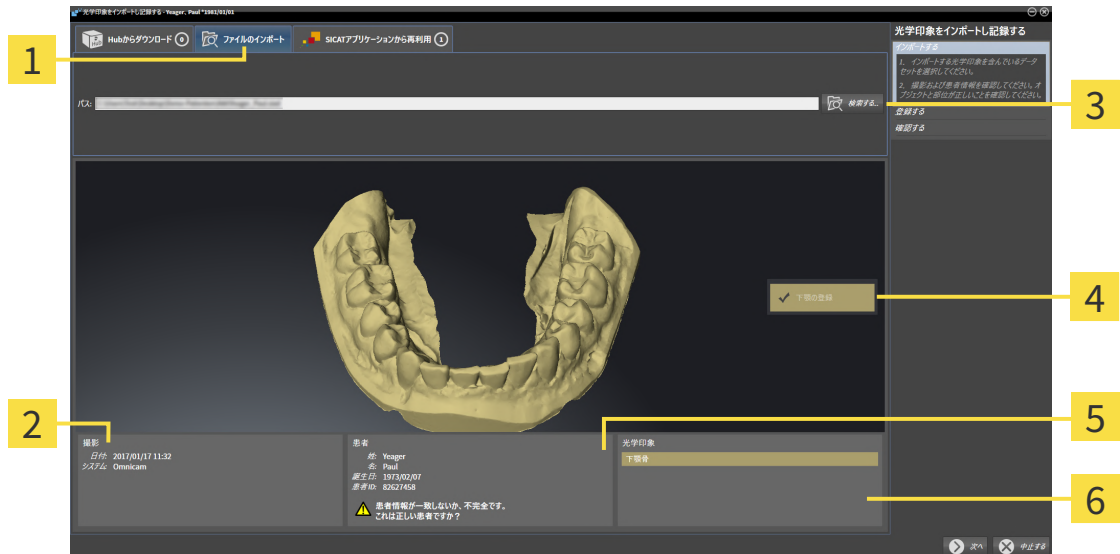 光学印象をインポートし記録する - Yeager, Paul *1981/01/01
Hubからダウンロード 0
ファイルのインポート
SICATアプリケーションから再利用 1
パス:
検索する..
光学印象をインポートし記録する
インポートする
1. インポートする光学印象を含んでいるデータ
セットを選択してください。
2. 撮影および患者情報を確認してください。オ
ブジェクトと部位が正しいことを確認してください。
登録する
確認する
下顎の登録
撮影
日付: 2017/01/17 11:32
システム: Omnicam
患者
姓: Yeager
名: Paul
誕生日: 1973/02/07
患者ID: 82627458
患者情報が一致しないか、不完全です。
これは正しい患者ですか？
光学印象
下顎骨
次へ
中止する
1
2
3
4
5
6